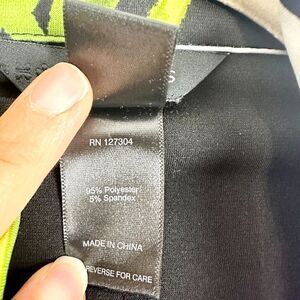 S
RN 127304
95% Polyester
5% Spandex
MADE IN CHINA
REVERSE FOR CARE